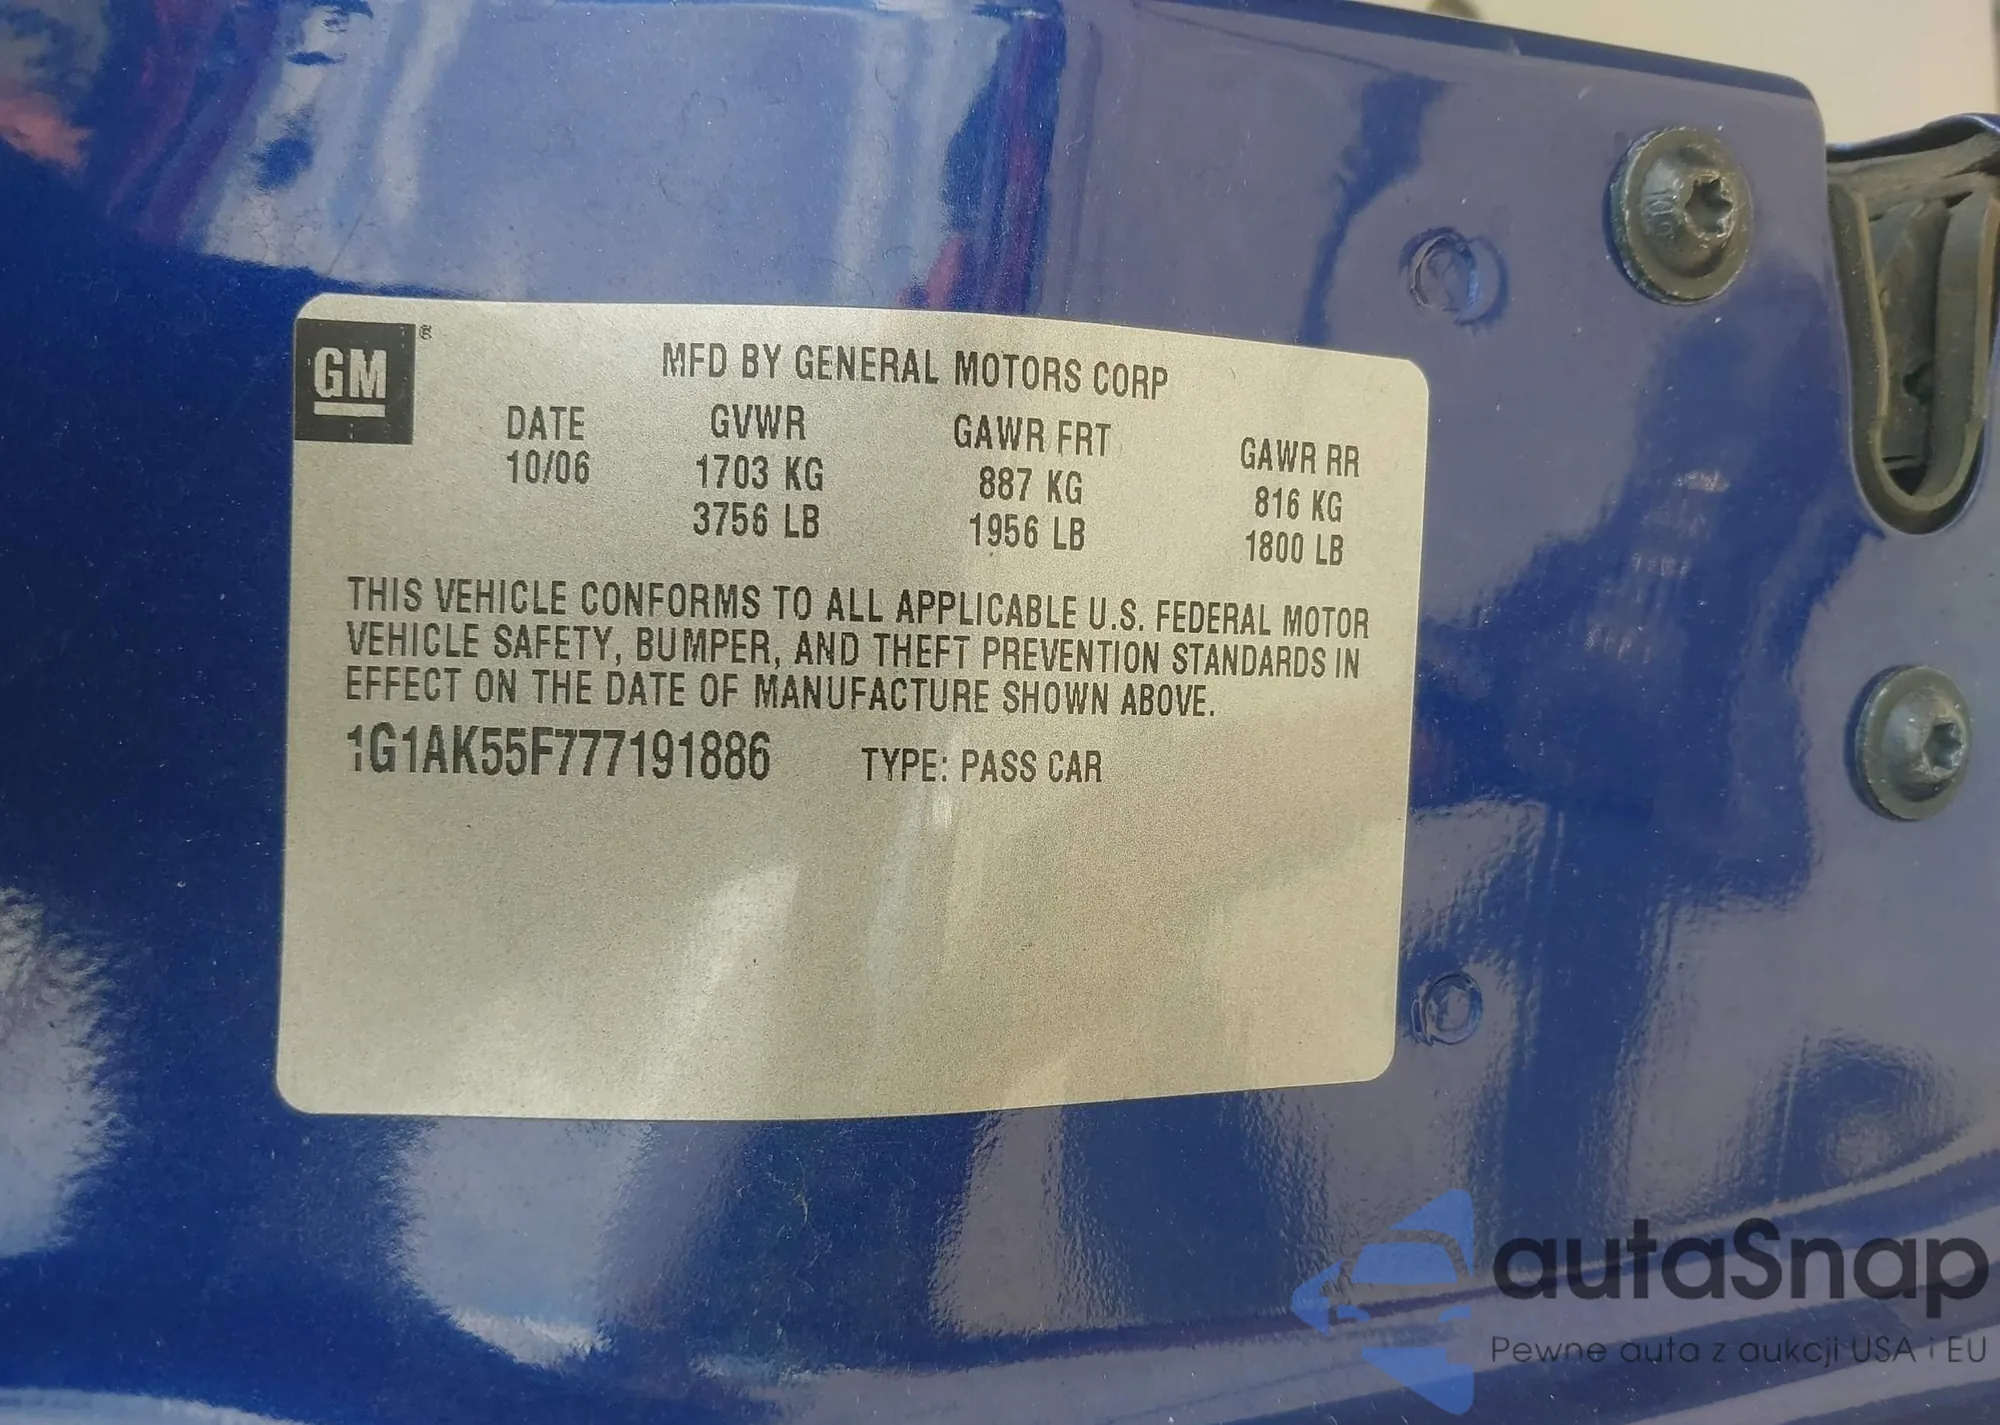 GM®
MFD BY GENERAL MOTORS CORP
DATE GVWR GAWR FRT GAWR RR
10/06 1703 KG 887 KG 816 KG
3756 LB 1956 LB 1800 LB
THIS VEHICLE CONFORMS TO ALL APPLICABLE U.S. FEDERAL MOTOR
VEHICLE SAFETY, BUMPER, AND THEFT PREVENTION STANDARDS IN
EFFECT ON THE DATE OF MANUFACTURE SHOWN ABOVE.
1G1AK55F777191886 TYPE: PASS CAR
autaSnap
Pewne auta z aukcji USA i EU